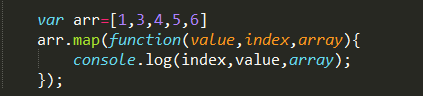 var arr=[1,3,4,5,6]
arr.map(function(value,index,array){
    console.log(index,value,array);
});